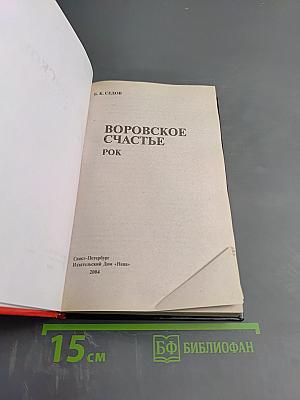 Б. К. СЕДОВ
ВОРОВСКОЕ
СЧАСТЬЕ
РОК
Санкт-Петербург
Издательский Дом «Нева»
2004
15 см
БФ БИБЛИОФАН